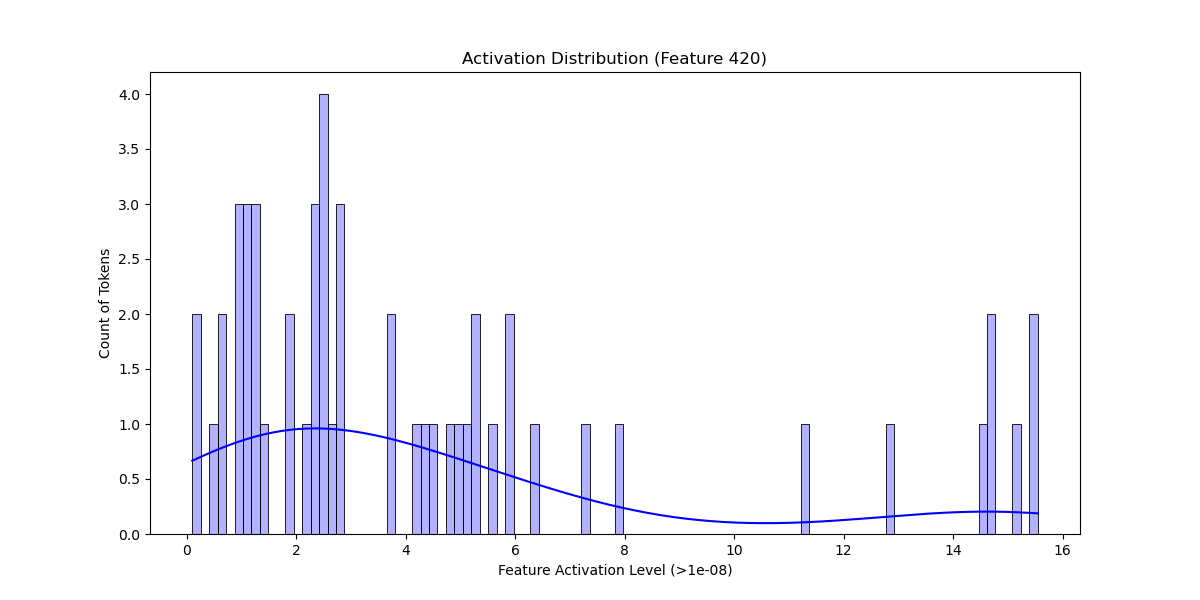 Activation Distribution (Feature 420)
Count of Tokens
4.0
3.5
3.0
2.5
2.0
1.5
1.0
0.5
0.0
0 2 4 6 8 10 12 14 16
Feature Activation Level (>1e-08)